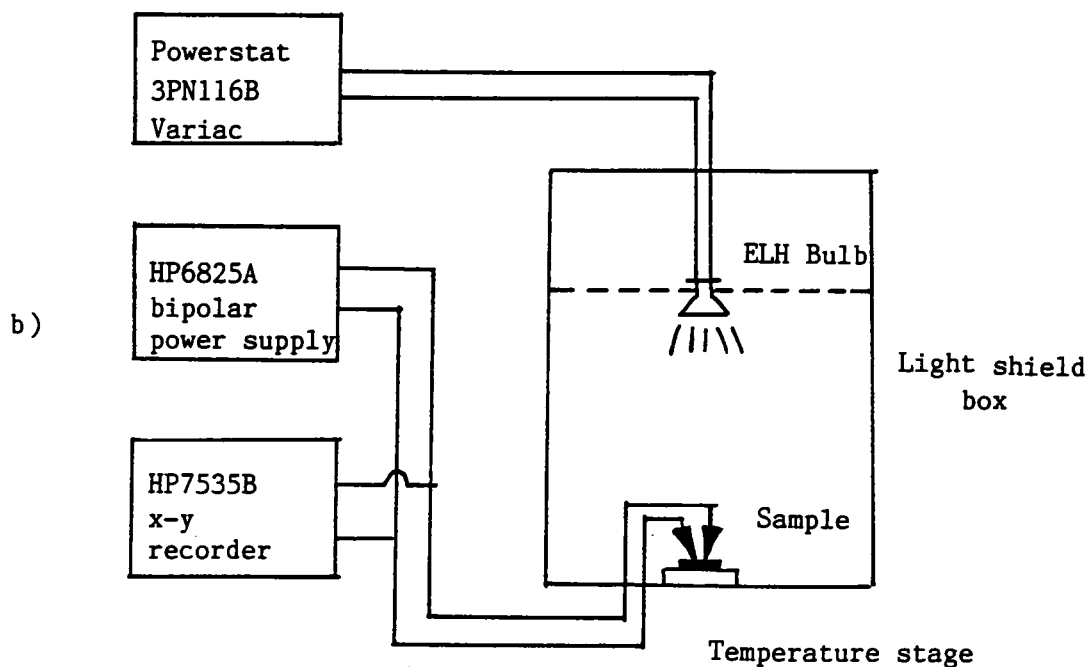 Powerstat
3PN116B
Variac
ELH Bulb
HP6825A
bipolar
power supply
b)
Light shield
box
HP7535B
x-y
recorder
Sample
Temperature stage